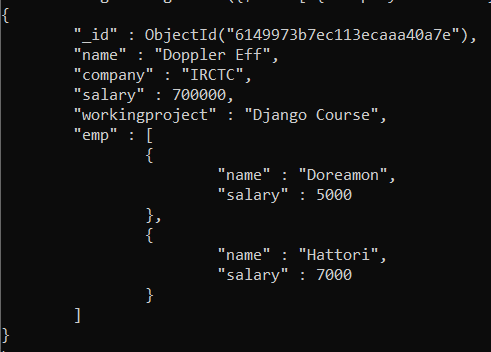 {
"_id" : ObjectId("6149973b7ec113ecaaa40a7e"),
"name" : "Doppler Eff",
"company" : "IRCTC",
"salary" : 700000,
"workingproject" : "Django Course",
"emp" : [
{
"name" : "Doreamon",
"salary" : 5000
},
{
"name" : "Hattori",
"salary" : 7000
}
]
}